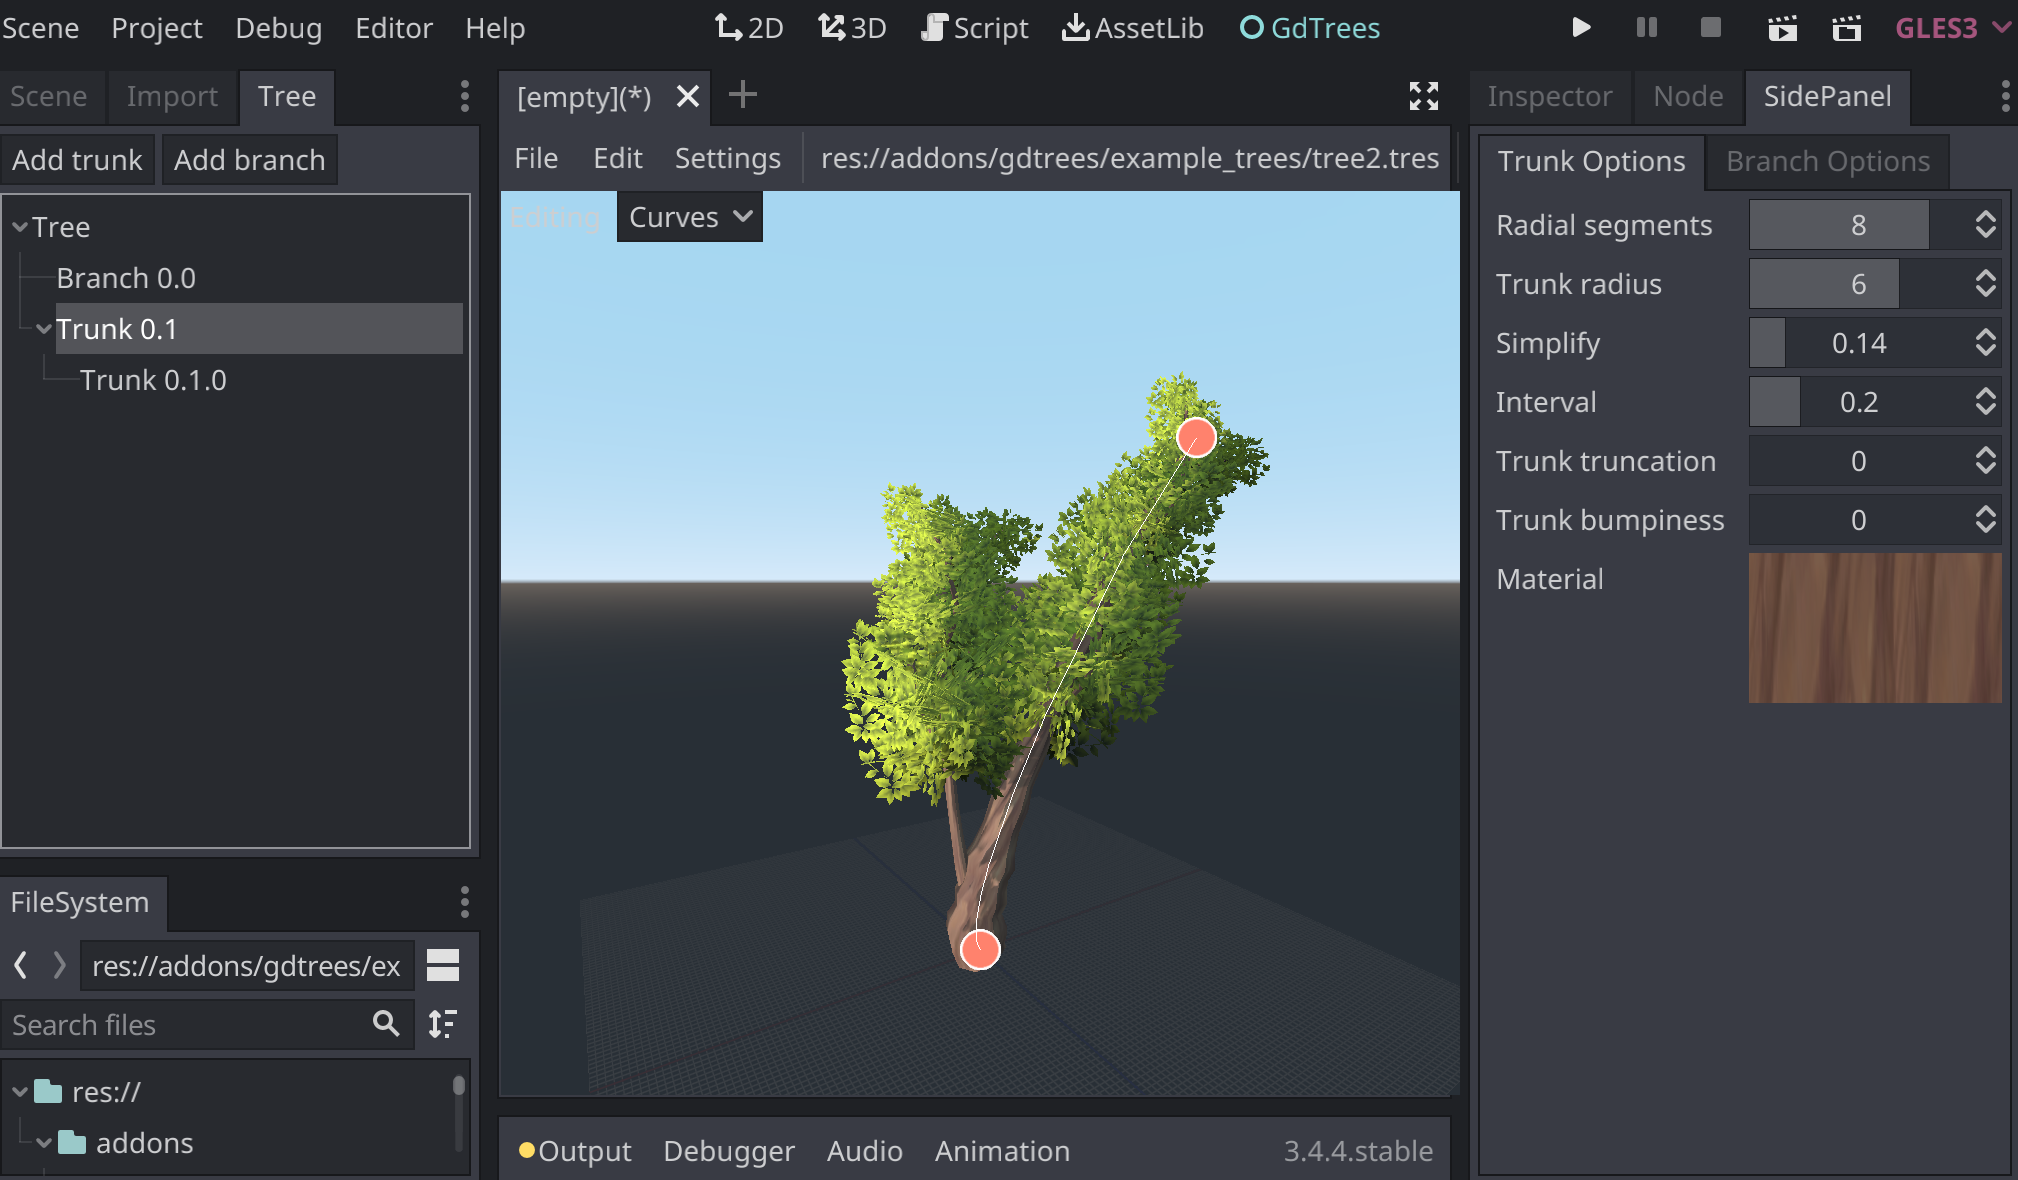 Scene Project Debug Editor Help 2D 3D Script AssetLib GdTrees GLES3
Scene Import Tree
Add trunk Add branch
Tree
Branch 0.0
Trunk 0.1
Trunk 0.1.0
FileSystem
res://addons/gdtrees/ex
Search files
res://
addons
[empty](*)
File Edit Settings res://addons/gdtrees/example_trees/tree2.tres
Editing Curves
Output Debugger Audio Animation 3.4.4.stable
Inspector Node SidePanel
Trunk Options Branch Options
Radial segments 8
Trunk radius 6
Simplify 0.14
Interval 0.2
Trunk truncation 0
Trunk bumpiness 0
Material